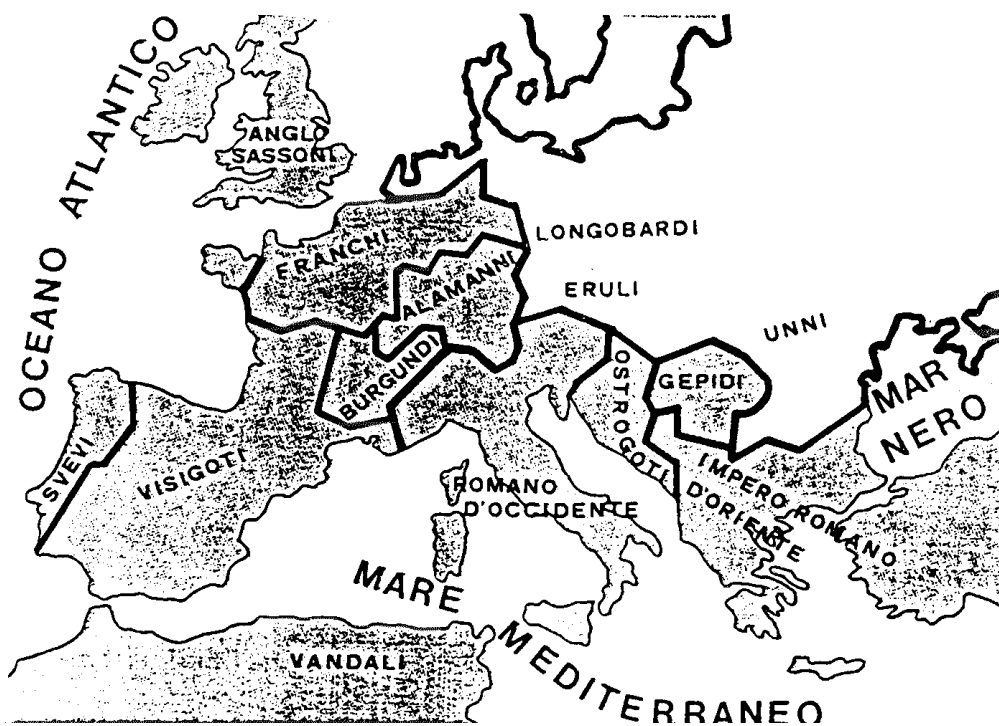 OCEANO ATLANTICO
ANGLO
SASSONI
FRANCHI
LONGOBARDI
ALAMANNI
ERULI
UNNI
BURGUNDI
OSTROGOTI
GEPIDI
MAR
NERO
SVEVI
VISIGOTI
ROMANO
D'OCCIDENTE
IMPERO ROMANO
D'ORIENTE
MARE
MEDITERRANEO
VANDALI